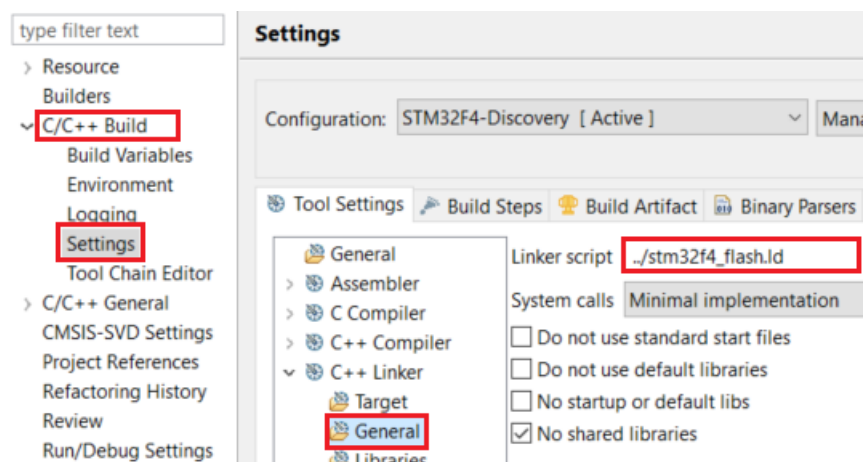 type filter text
Resource
Builders
C/C++ Build
Build Variables
Environment
Logging
Settings
Tool Chain Editor
C/C++ General
CMSIS-SVD Settings
Project References
Refactoring History
Review
Run/Debug Settings
Settings
Configuration: STM32F4-Discovery [ Active ] Mana
Tool Settings Build Steps Build Artifact Binary Parsers
General
Assembler
C Compiler
C++ Compiler
C++ Linker
Target
General
Libraries
Linker script ../stm32f4_flash.ld
System calls Minimal implementation
Do not use standard start files
Do not use default libraries
No startup or default libs
No shared libraries